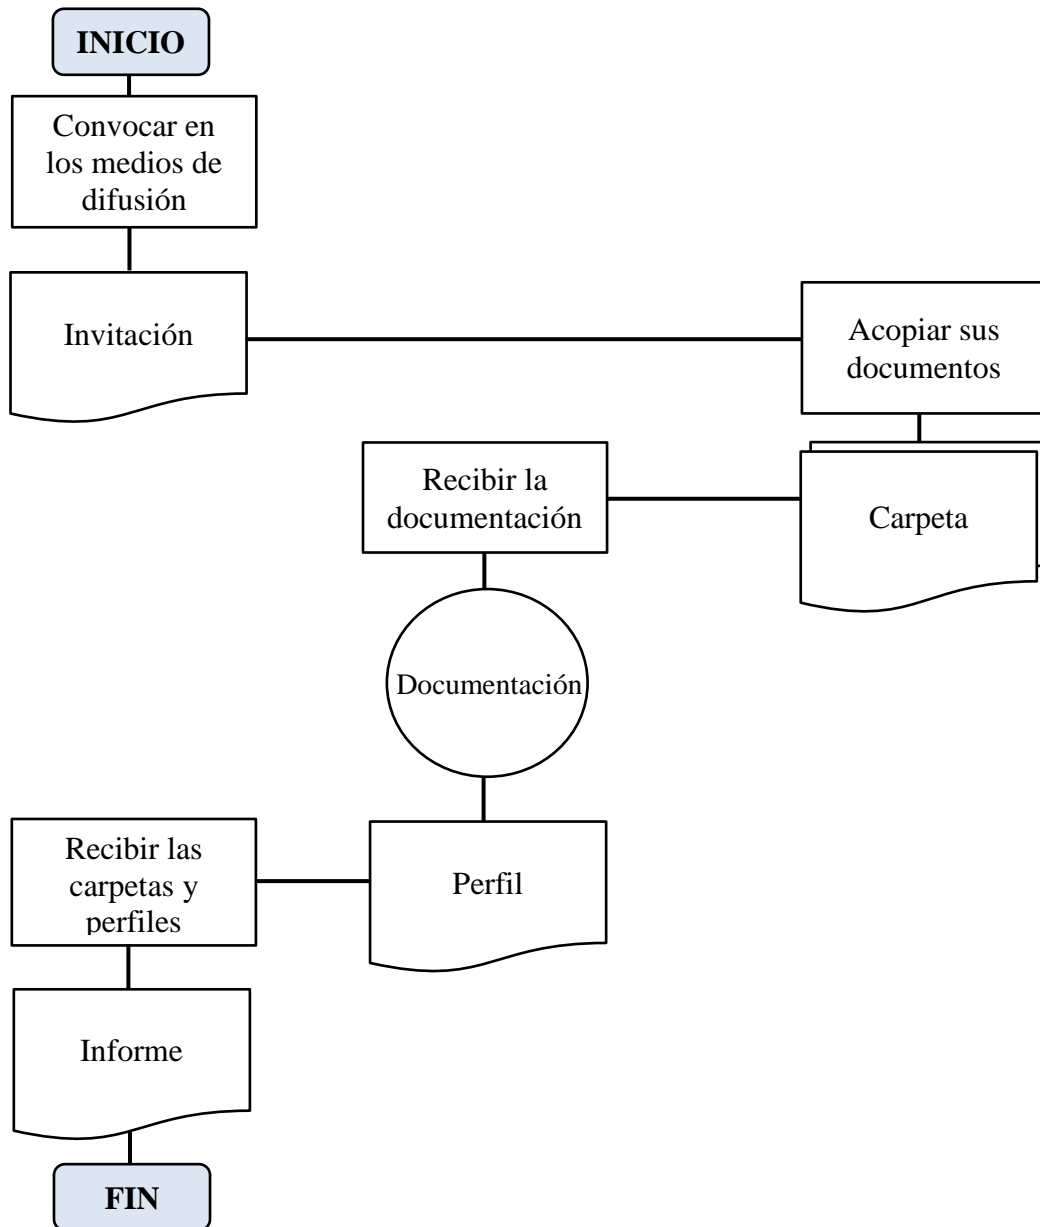 INICIO
Convocar en
los medios de
difusión
Invitación
Acopiar sus
documentos
Recibir la
documentación
Carpeta
Documentación
Recibir las
carpetas y
perfiles
Perfil
Informe
FIN